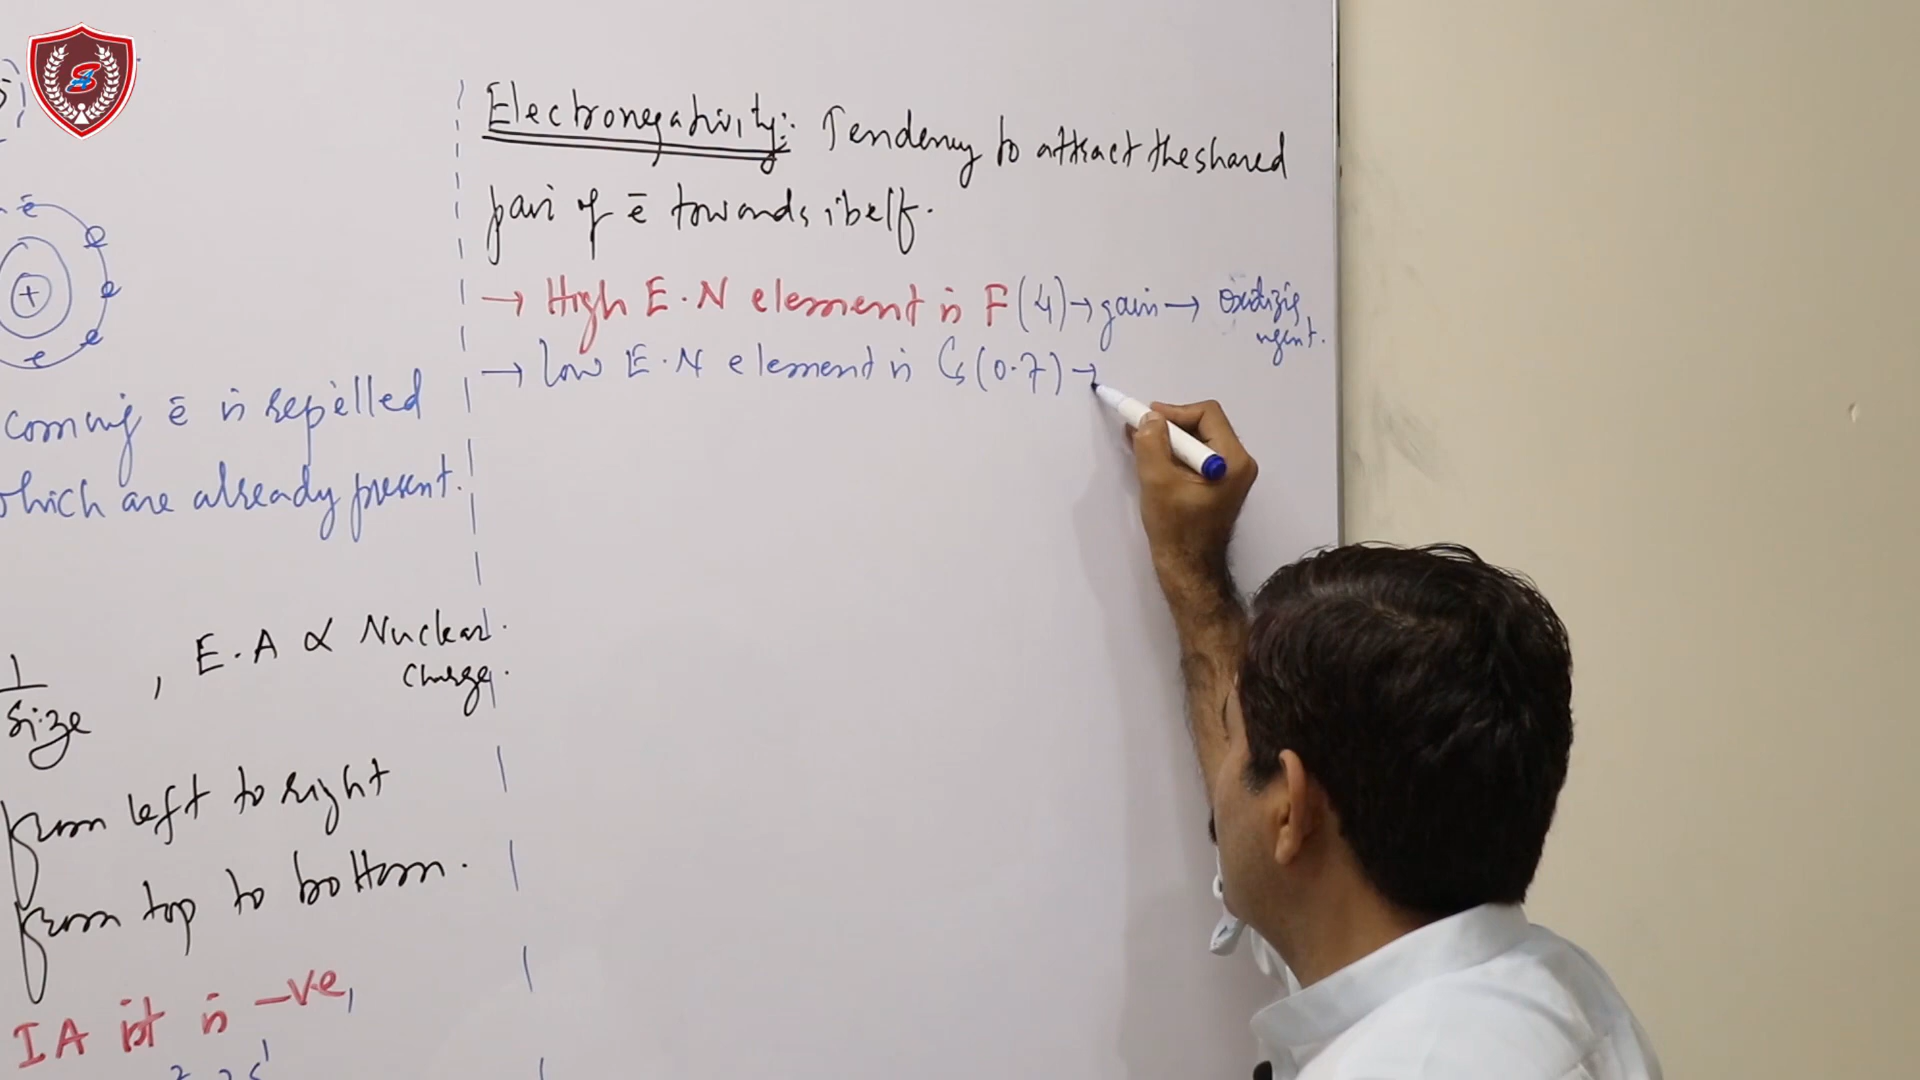 Electronegativity:- Tendency to attract the shared
pair of ē towards itself.
→ High E.N element is F(4) → gain → oxidizing
agent.
→ low E.N element is Cs(0.7) →
+
ē
e
e
e
e
coming ē is repelled
which are already present.
1
size
, E.A ∝ Nuclear
charge.
from left to right
from top to bottom.
IA is -ve,